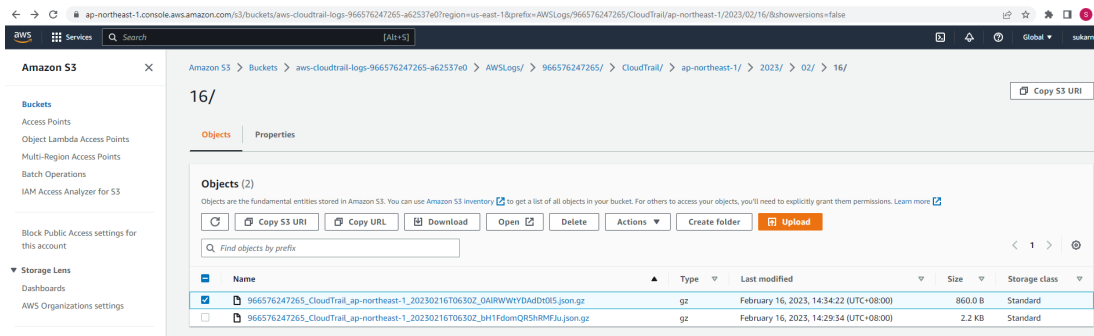 ap-northeast-1.console.aws.amazon.com/s3/buckets/aws-cloudtrail-logs-966576247265-a62537e0?region=us-east-1&prefix=AWSLogs/966576247265/CloudTrail/ap-northeast-1/2023/02/16/&showversions=false
S
aws Services Search [Alt+S] Global ▼ sukarn
Amazon S3
Buckets
Access Points
Object Lambda Access Points
Multi-Region Access Points
Batch Operations
IAM Access Analyzer for S3
Block Public Access settings for
this account
▼ Storage Lens
Dashboards
AWS Organizations settings
Amazon S3 > Buckets > aws-cloudtrail-logs-966576247265-a62537e0 > AWSLogs/ > 966576247265/ > CloudTrail/ > ap-northeast-1/ > 2023/ > 02/ > 16/
16/
Copy S3 URI
Objects Properties
Objects (2)
Objects are the fundamental entities stored in Amazon S3. You can use Amazon S3 inventory to get a list of all objects in your bucket. For others to access your objects, you'll need to explicitly grant them permissions. Learn more
Copy S3 URI Copy URL Download Open Delete Actions ▼ Create folder Upload
Find objects by prefix < 1 >
Name ▲ Type Last modified Size Storage class
966576247265_CloudTrail_ap-northeast-1_20230216T0630Z_0AlRWWtYDAdDt0l5.json.gz gz February 16, 2023, 14:34:22 (UTC+08:00) 860.0 B Standard
966576247265_CloudTrail_ap-northeast-1_20230216T0630Z_bH1FdomQR5hRMFJu.json.gz gz February 16, 2023, 14:29:34 (UTC+08:00) 2.2 KB Standard